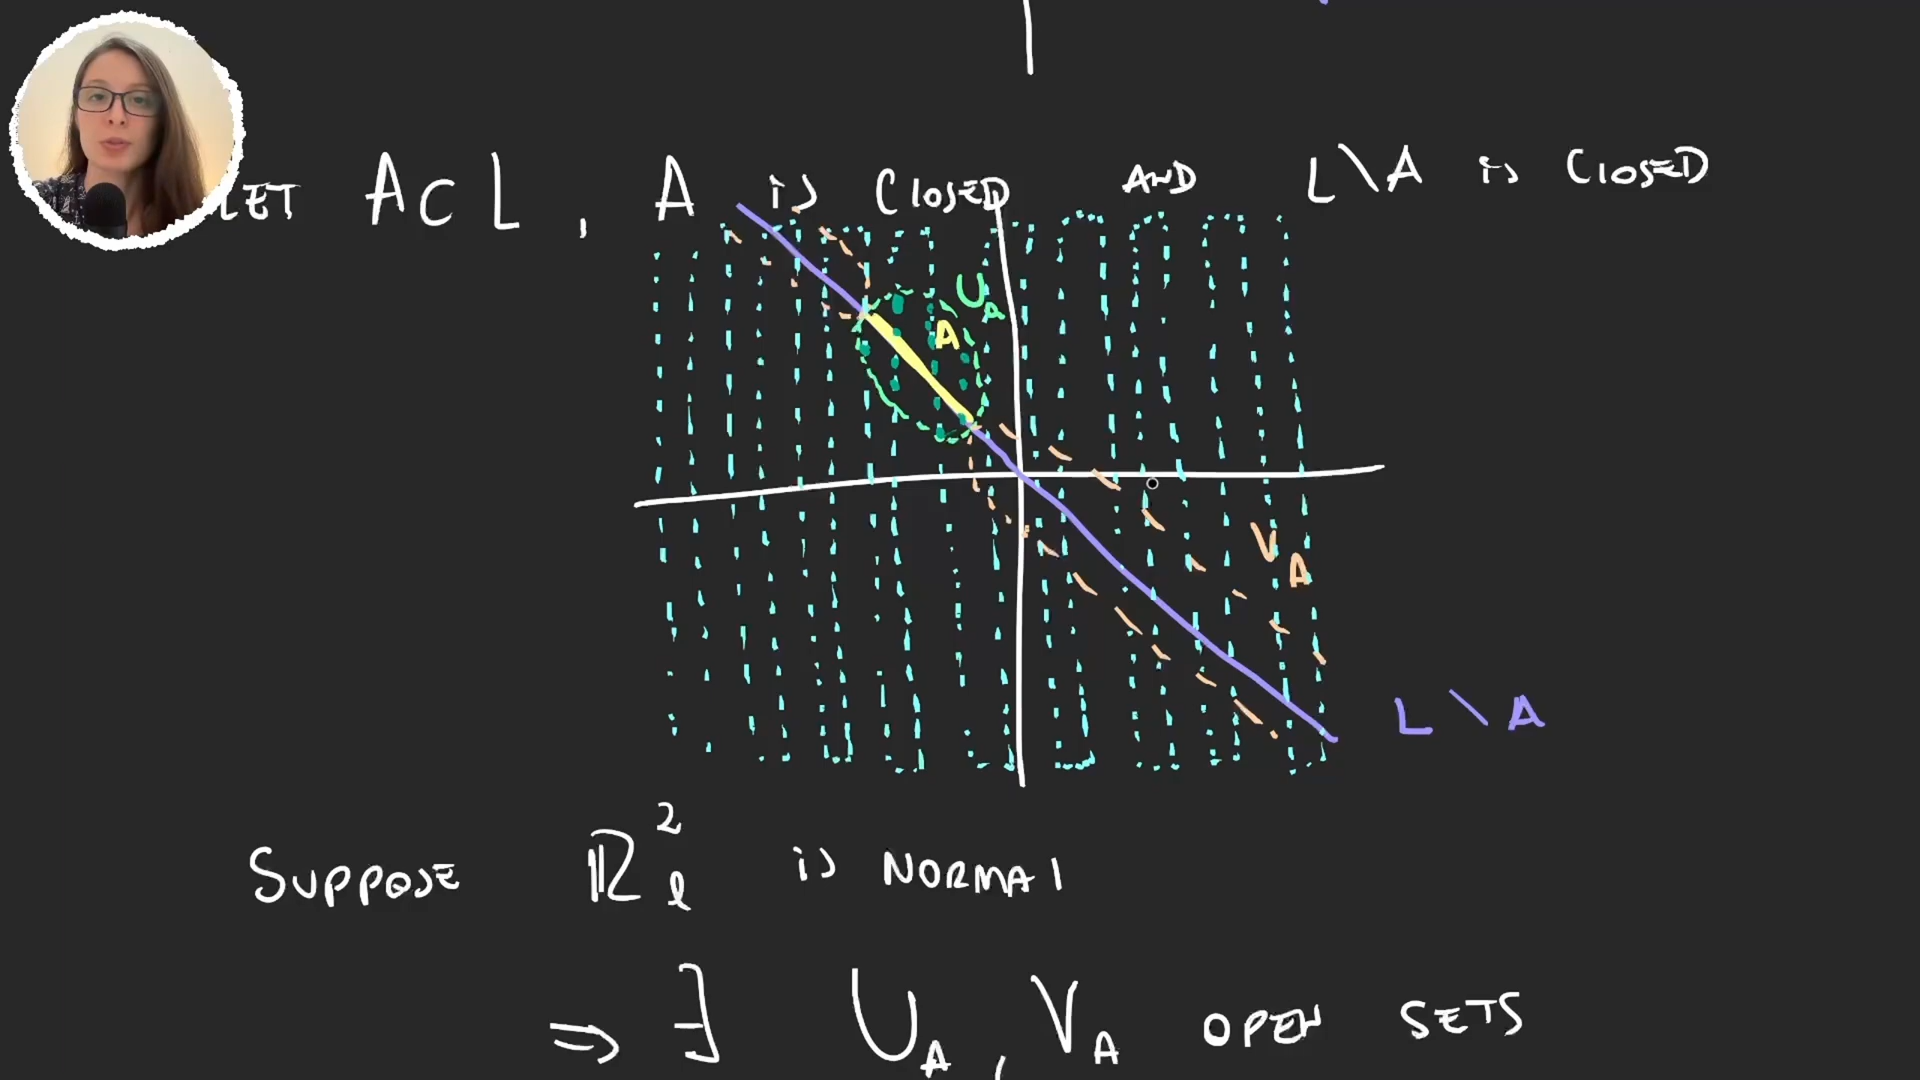 LET A ⊂ L , A is CLOSED AND L\A is CLOSED
U_A
A
V_A
L \ A
SUPPOSE ℝ²_ℓ is NORMAL
⇒ ∃ U_A , V_A OPEN SETS